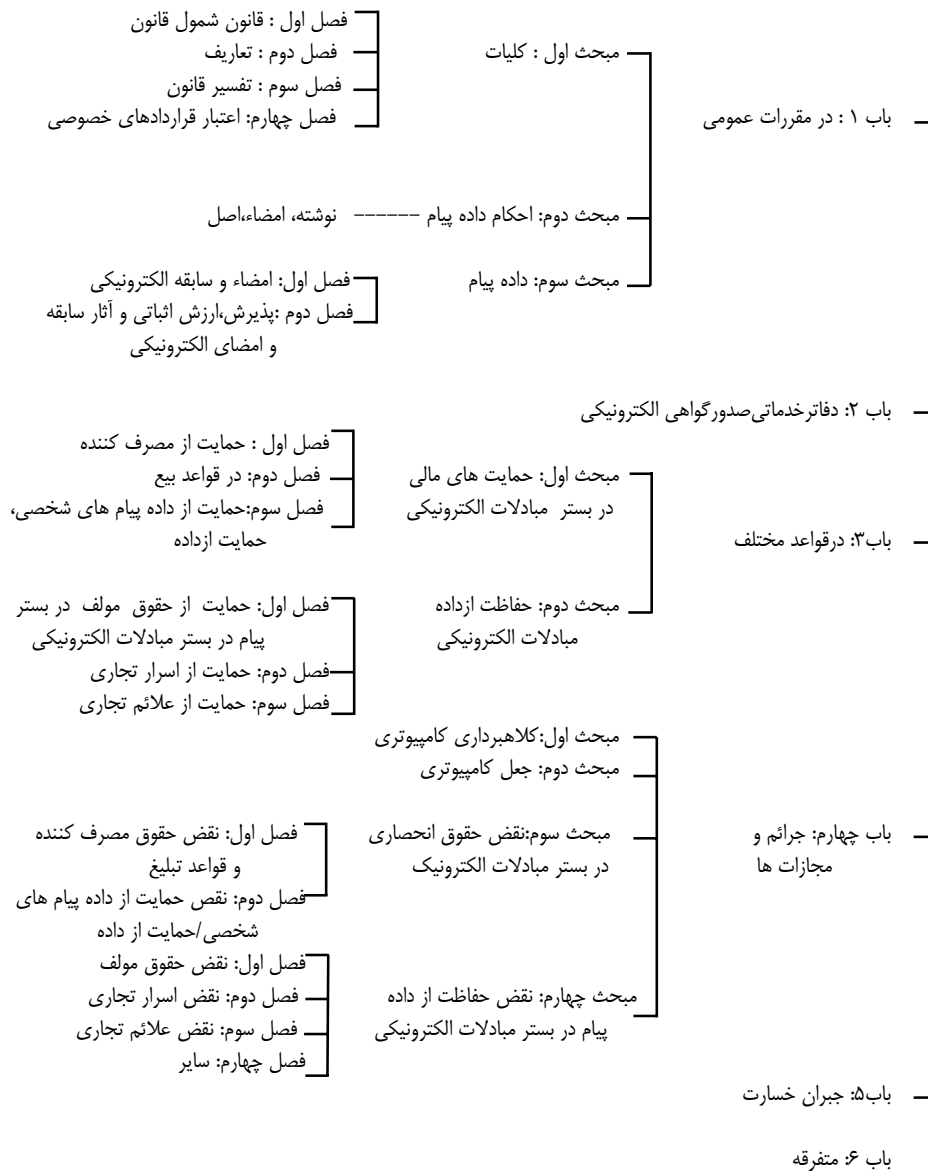 باب ۱ : در مقررات عمومی
مبحث اول : کلیات
فصل اول : قانون شمول قانون
فصل دوم : تعاریف
فصل سوم : تفسیر قانون
فصل چهارم: اعتبار قراردادهای خصوصی
مبحث دوم: احکام داده پیام ------ نوشته، امضاء،اصل
مبحث سوم: داده پیام
فصل اول: امضاء و سابقه الکترونیکی
فصل دوم :پذیرش،ارزش اثباتی و آثار سابقه
و امضای الکترونیکی
باب ۲: دفاترخدماتی‌صدورگواهی الکترونیکی
باب۳: درقواعد مختلف
مبحث اول: حمایت های مالی
در بستر مبادلات الکترونیکی
فصل اول : حمایت از مصرف کننده
فصل دوم: در قواعد بیع
فصل سوم:حمایت از داده پیام های شخصی،
حمایت ازداده
مبحث دوم: حفاظت ازداده
مبادلات الکترونیکی
فصل اول: حمایت از حقوق مولف در بستر
پیام در بستر مبادلات الکترونیکی
فصل دوم: حمایت از اسرار تجاری
فصل سوم: حمایت از علائم تجاری
باب چهارم: جرائم و
مجازات ها
مبحث اول:کلاهبرداری کامپیوتری
مبحث دوم: جعل کامپیوتری
مبحث سوم:نقض حقوق انحصاری
در بستر مبادلات الکترونیک
فصل اول: نقض حقوق مصرف کننده
و قواعد تبلیغ
فصل دوم: نقص حمایت از داده پیام های
شخصی/حمایت از داده
مبحث چهارم: نقض حفاظت از داده
پیام در بستر مبادلات الکترونیکی
فصل اول: نقض حقوق مولف
فصل دوم: نقض اسرار تجاری
فصل سوم: نقض علائم تجاری
فصل چهارم: سایر
باب۵: جبران خسارت
باب ۶: متفرقه